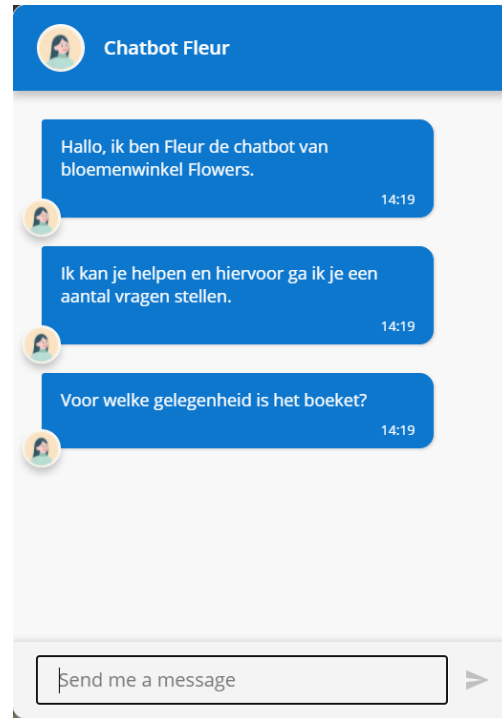 Chatbot Fleur
Hallo, ik ben Fleur de chatbot van
bloemenwinkel Flowers.
14:19
Ik kan je helpen en hiervoor ga ik je een
aantal vragen stellen.
14:19
Voor welke gelegenheid is het boeket?
14:19
Send me a message